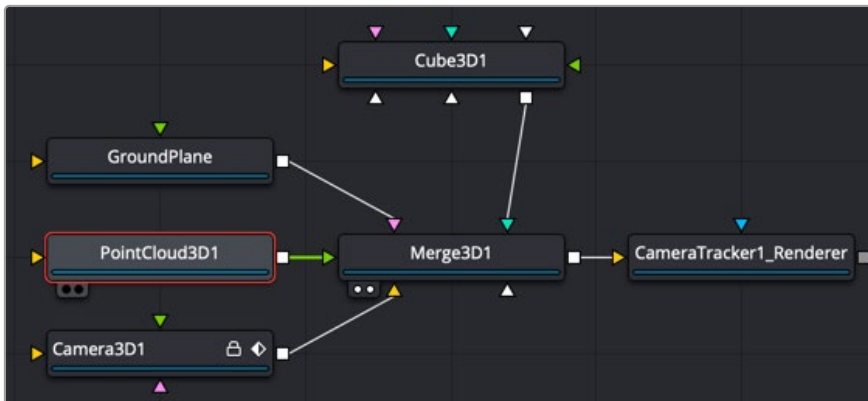 Cube3D1
GroundPlane
PointCloud3D1
Merge3D1
CameraTracker1_Renderer
Camera3D1